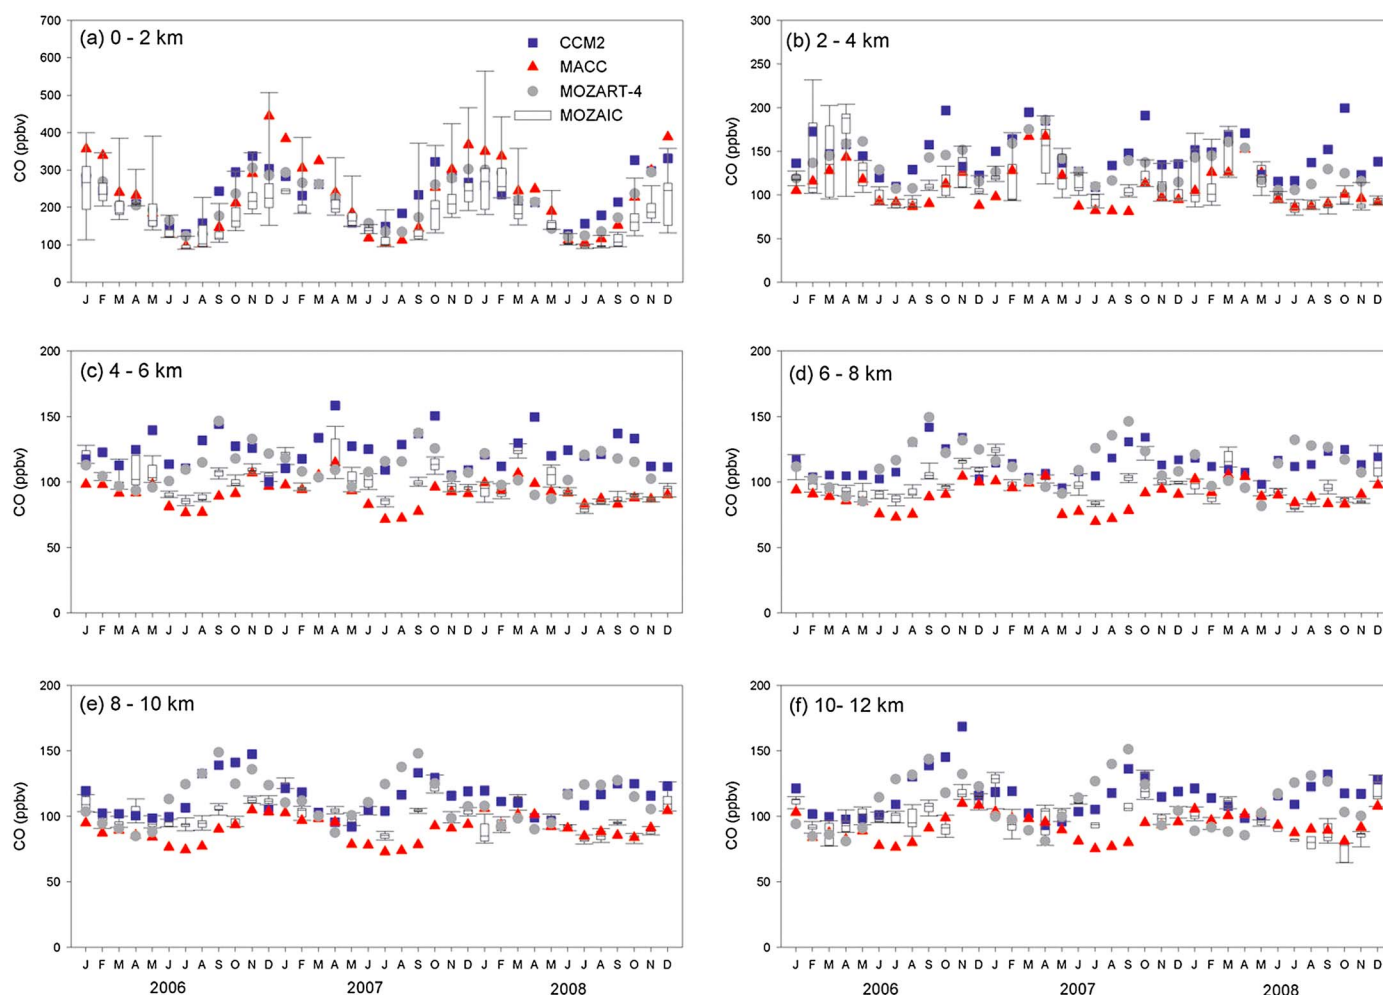 (a) 0 - 2 km
CO (ppbv)
700
600
500
400
300
200
100
0
CCM2
MACC
MOZART-4
MOZAIC
J F M A M J J A S O N D J F M A M J J A S O N D J F M A M J J A S O N D
(b) 2 - 4 km
CO (ppbv)
300
250
200
150
100
50
0
J F M A M J J A S O N D J F M A M J J A S O N D J F M A M J J A S O N D
(c) 4 - 6 km
CO (ppbv)
200
150
100
50
0
J F M A M J J A S O N D J F M A M J J A S O N D J F M A M J J A S O N D
(d) 6 - 8 km
CO (ppbv)
200
150
100
50
0
J F M A M J J A S O N D J F M A M J J A S O N D J F M A M J J A S O N D
(e) 8 - 10 km
CO (ppbv)
200
150
100
50
0
J F M A M J J A S O N D J F M A M J J A S O N D J F M A M J J A S O N D
2006 2007 2008
(f) 10- 12 km
CO (ppbv)
200
150
100
50
0
J F M A M J J A S O N D J F M A M J J A S O N D J F M A M J J A S O N D
2006 2007 2008